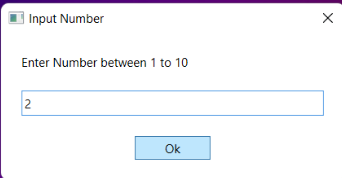 Input Number
Enter Number between 1 to 10
2
Ok